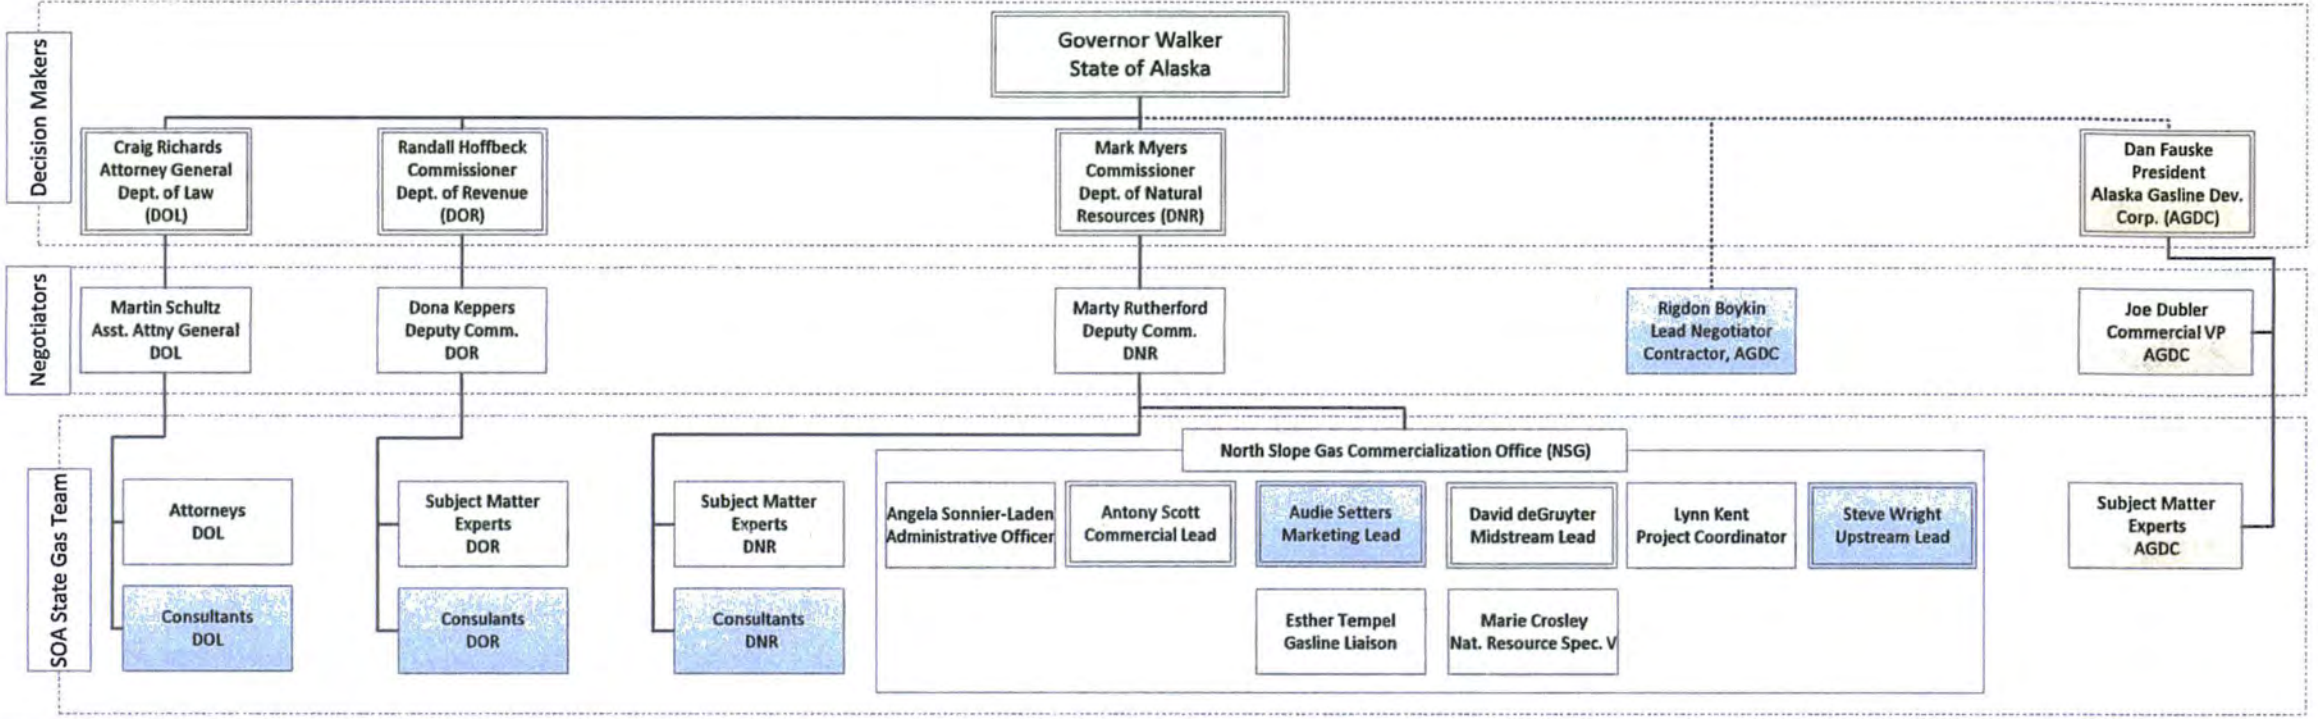 Decision Makers
Governor Walker
State of Alaska
Craig Richards
Attorney General
Dept. of Law
(DOL)
Randall Hoffbeck
Commissioner
Dept. of Revenue
(DOR)
Mark Myers
Commissioner
Dept. of Natural
Resources (DNR)
Dan Fauske
President
Alaska Gasline Dev.
Corp. (AGDC)
Negotiators
Martin Schultz
Asst. Attny General
DOL
Dona Keppers
Deputy Comm.
DOR
Marty Rutherford
Deputy Comm.
DNR
Rigdon Boykin
Lead Negotiator
Contractor, AGDC
Joe Dubler
Commercial VP
AGDC
SOA State Gas Team
Attorneys
DOL
Consultants
DOL
Subject Matter
Experts
DOR
Consulants
DOR
Subject Matter
Experts
DNR
Consultants
DNR
North Slope Gas Commercialization Office (NSG)
Angela Sonnier-Laden
Administrative Officer
Antony Scott
Commercial Lead
Audie Setters
Marketing Lead
David deGruyter
Midstream Lead
Lynn Kent
Project Coordinator
Steve Wright
Upstream Lead
Esther Tempel
Gasline Liaison
Marie Crosley
Nat. Resource Spec. V
Subject Matter
Experts
AGDC